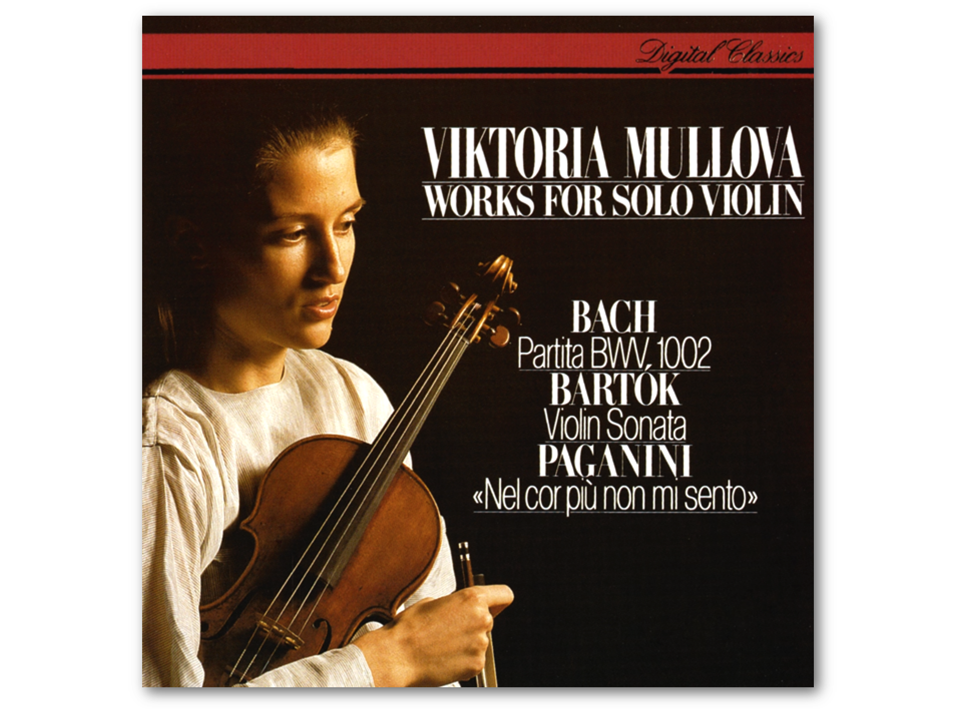 Digital Classics
VIKTORIA MULLOVA
WORKS FOR SOLO VIOLIN
BACH
Partita BWV 1002
BARTÓK
Violin Sonata
PAGANINI
«Nel cor più non mi sento»